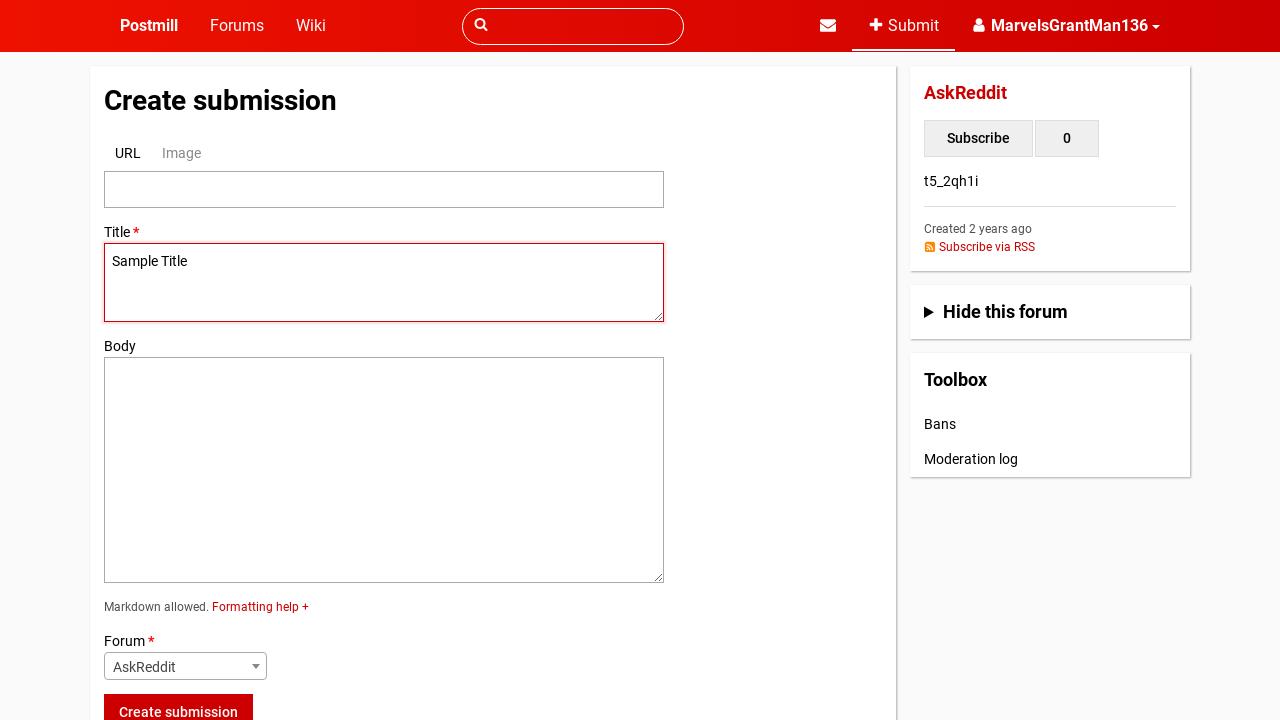 Postmill
Forums
Wiki
Submit
MarvelsGrantMan136
Create submission
URL
Image
Title *
Sample Title
Body
Markdown allowed. Formatting help +
Forum *
AskReddit
Create submission
AskReddit
Subscribe
0
t5_2qh1i
Created 2 years ago
Subscribe via RSS
Hide this forum
Toolbox
Bans
Moderation log